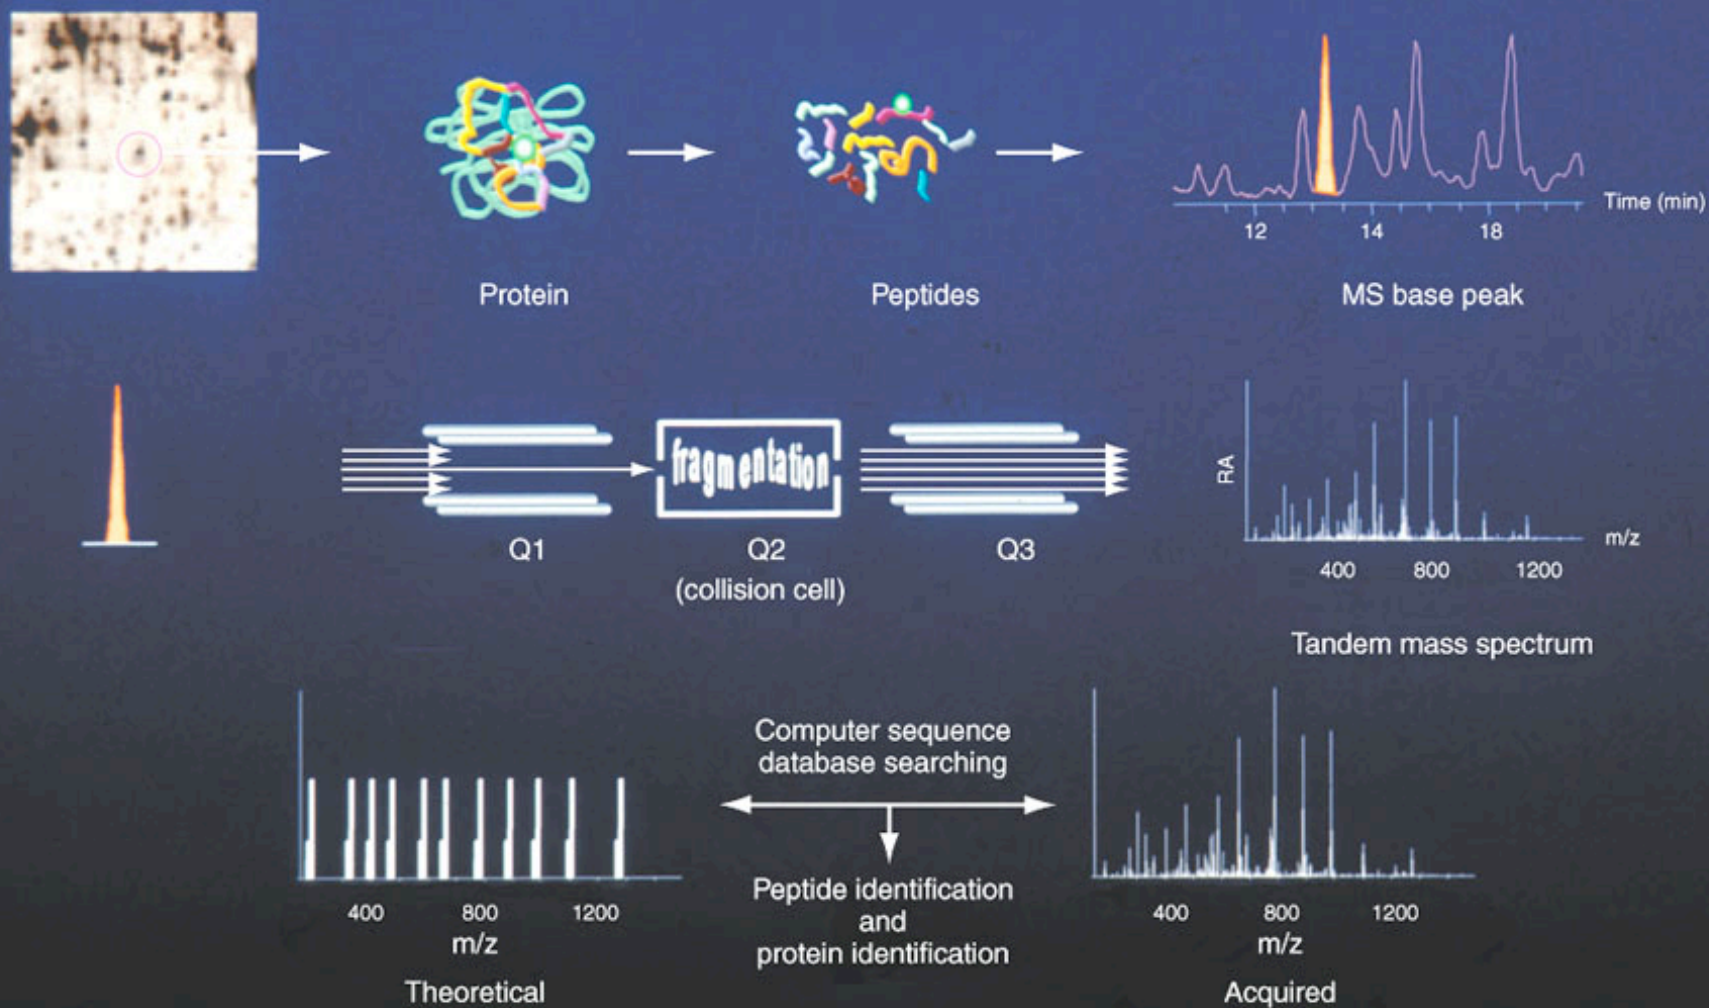 Time (min)
12 14 18
Protein
Peptides
MS base peak
fragmentation
RA
Q1
Q2
Q3
(collision cell)
m/z
400 800 1200
Tandem mass spectrum
Computer sequence
database searching
Peptide identification
and
protein identification
400 800 1200
m/z
Theoretical
400 800 1200
m/z
Acquired